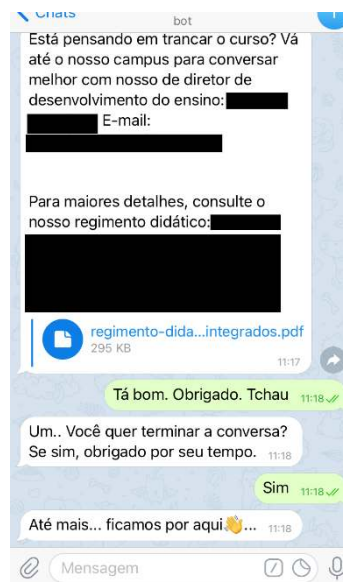 Chats
bot
Está pensando em trancar o curso? Vá
até o nosso campus para conversar
melhor com nosso de diretor de
desenvolvimento do ensino:
E-mail:
Para maiores detalhes, consulte o
nosso regimento didático:
regimento-dida...integrados.pdf
295 KB
11:17
Tá bom. Obrigado. Tchau 11:18
Um.. Você quer terminar a conversa?
Se sim, obrigado por seu tempo. 11:18
Sim 11:18
Até mais... ficamos por aqui👋... 11:18
Mensagem